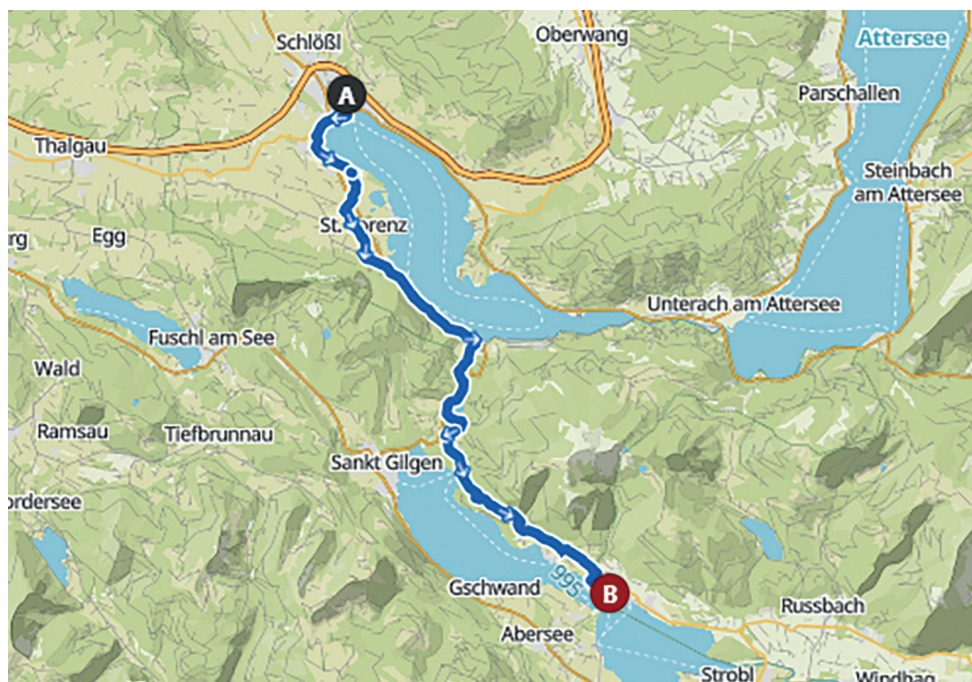 Schlößl
Oberwang
Attersee
A
Parschallen
Thalgau
Steinbach
am Attersee
St. Lorenz
rg
Egg
Unterach am Attersee
Fuschl am See
Wald
Ramsau
Tiefbrunnau
Sankt Gilgen
ordersee
995
Gschwand
B
Russbach
Abersee
Strobl
Windhag